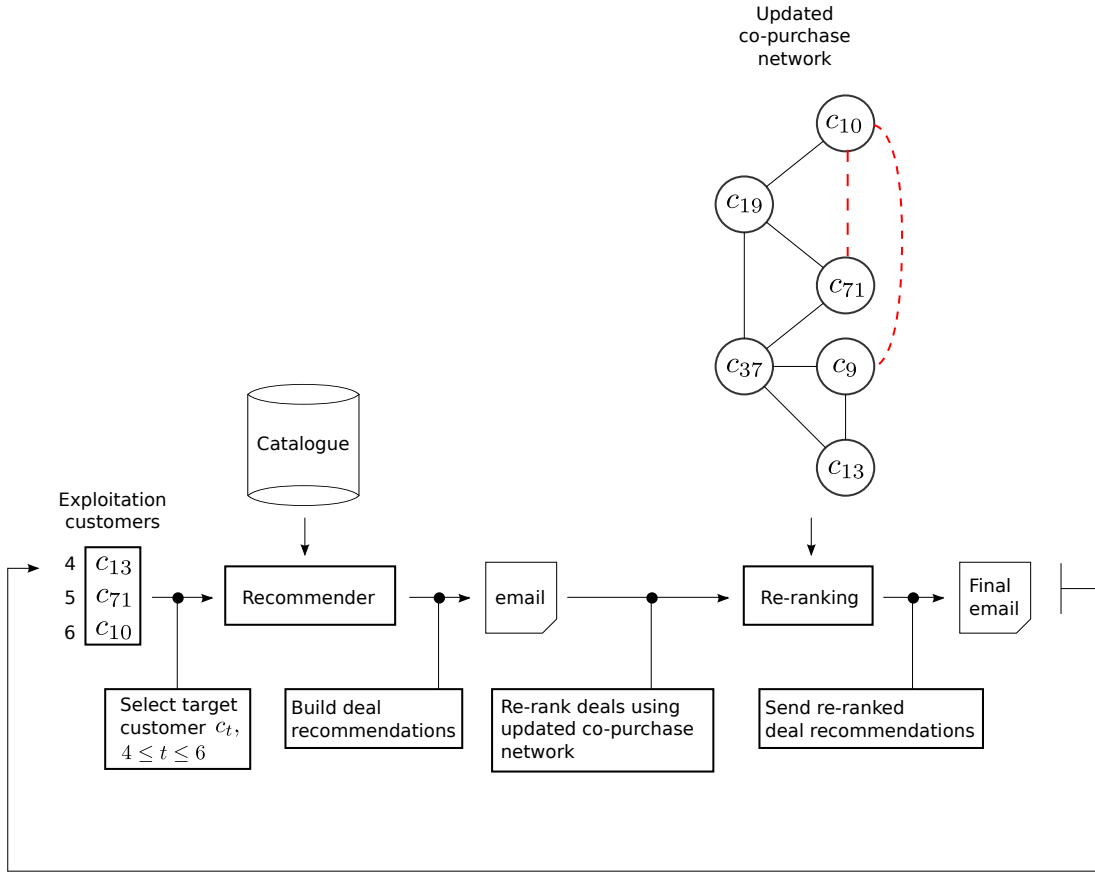 Updated
co-purchase
network
c10
c19
c71
c37
c9
c13
Catalogue
Exploitation
customers
4 c13
5 c71
6 c10
Recommender
email
Re-ranking
Final
email
Select target
customer ct,
4 ≤ t ≤ 6
Build deal
recommendations
Re-rank deals using
updated co-purchase
network
Send re-ranked
deal recommendations